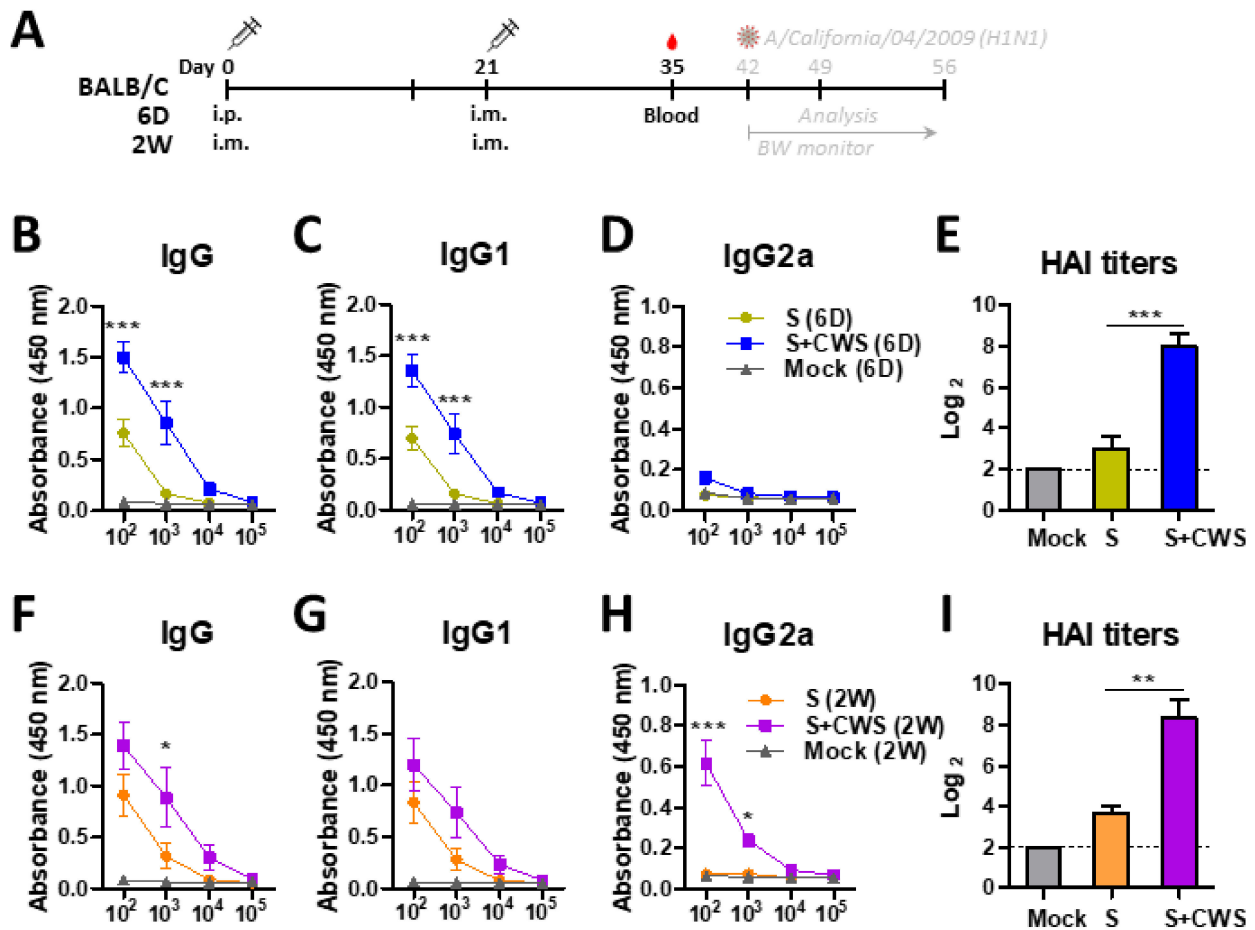 A
A/California/04/2009 (H1N1)
Day 0 21 35 42 49 56
BALB/C
6D i.p. i.m. Blood Analysis
2W i.m. i.m. BW monitor
B IgG
Absorbance (450 nm)
2.0
1.5
1.0
0.5
0.0
***
***
10² 10³ 10⁴ 10⁵
C IgG1
Absorbance (450 nm)
2.0
1.5
1.0
0.5
0.0
***
***
10² 10³ 10⁴ 10⁵
D IgG2a
Absorbance (450 nm)
1.0
0.8
0.6
0.4
0.2
0.0
S (6D)
S+CWS (6D)
Mock (6D)
10² 10³ 10⁴ 10⁵
E HAI titers
Log 2
10
8
6
4
2
0
***
Mock S S+CWS
F IgG
Absorbance (450 nm)
2.0
1.5
1.0
0.5
0.0
*
10² 10³ 10⁴ 10⁵
G IgG1
Absorbance (450 nm)
2.0
1.5
1.0
0.5
0.0
10² 10³ 10⁴ 10⁵
H IgG2a
Absorbance (450 nm)
1.0
0.8
0.6
0.4
0.2
0.0
***
*
S (2W)
S+CWS (2W)
Mock (2W)
10² 10³ 10⁴ 10⁵
I HAI titers
Log 2
10
8
6
4
2
0
**
Mock S S+CWS